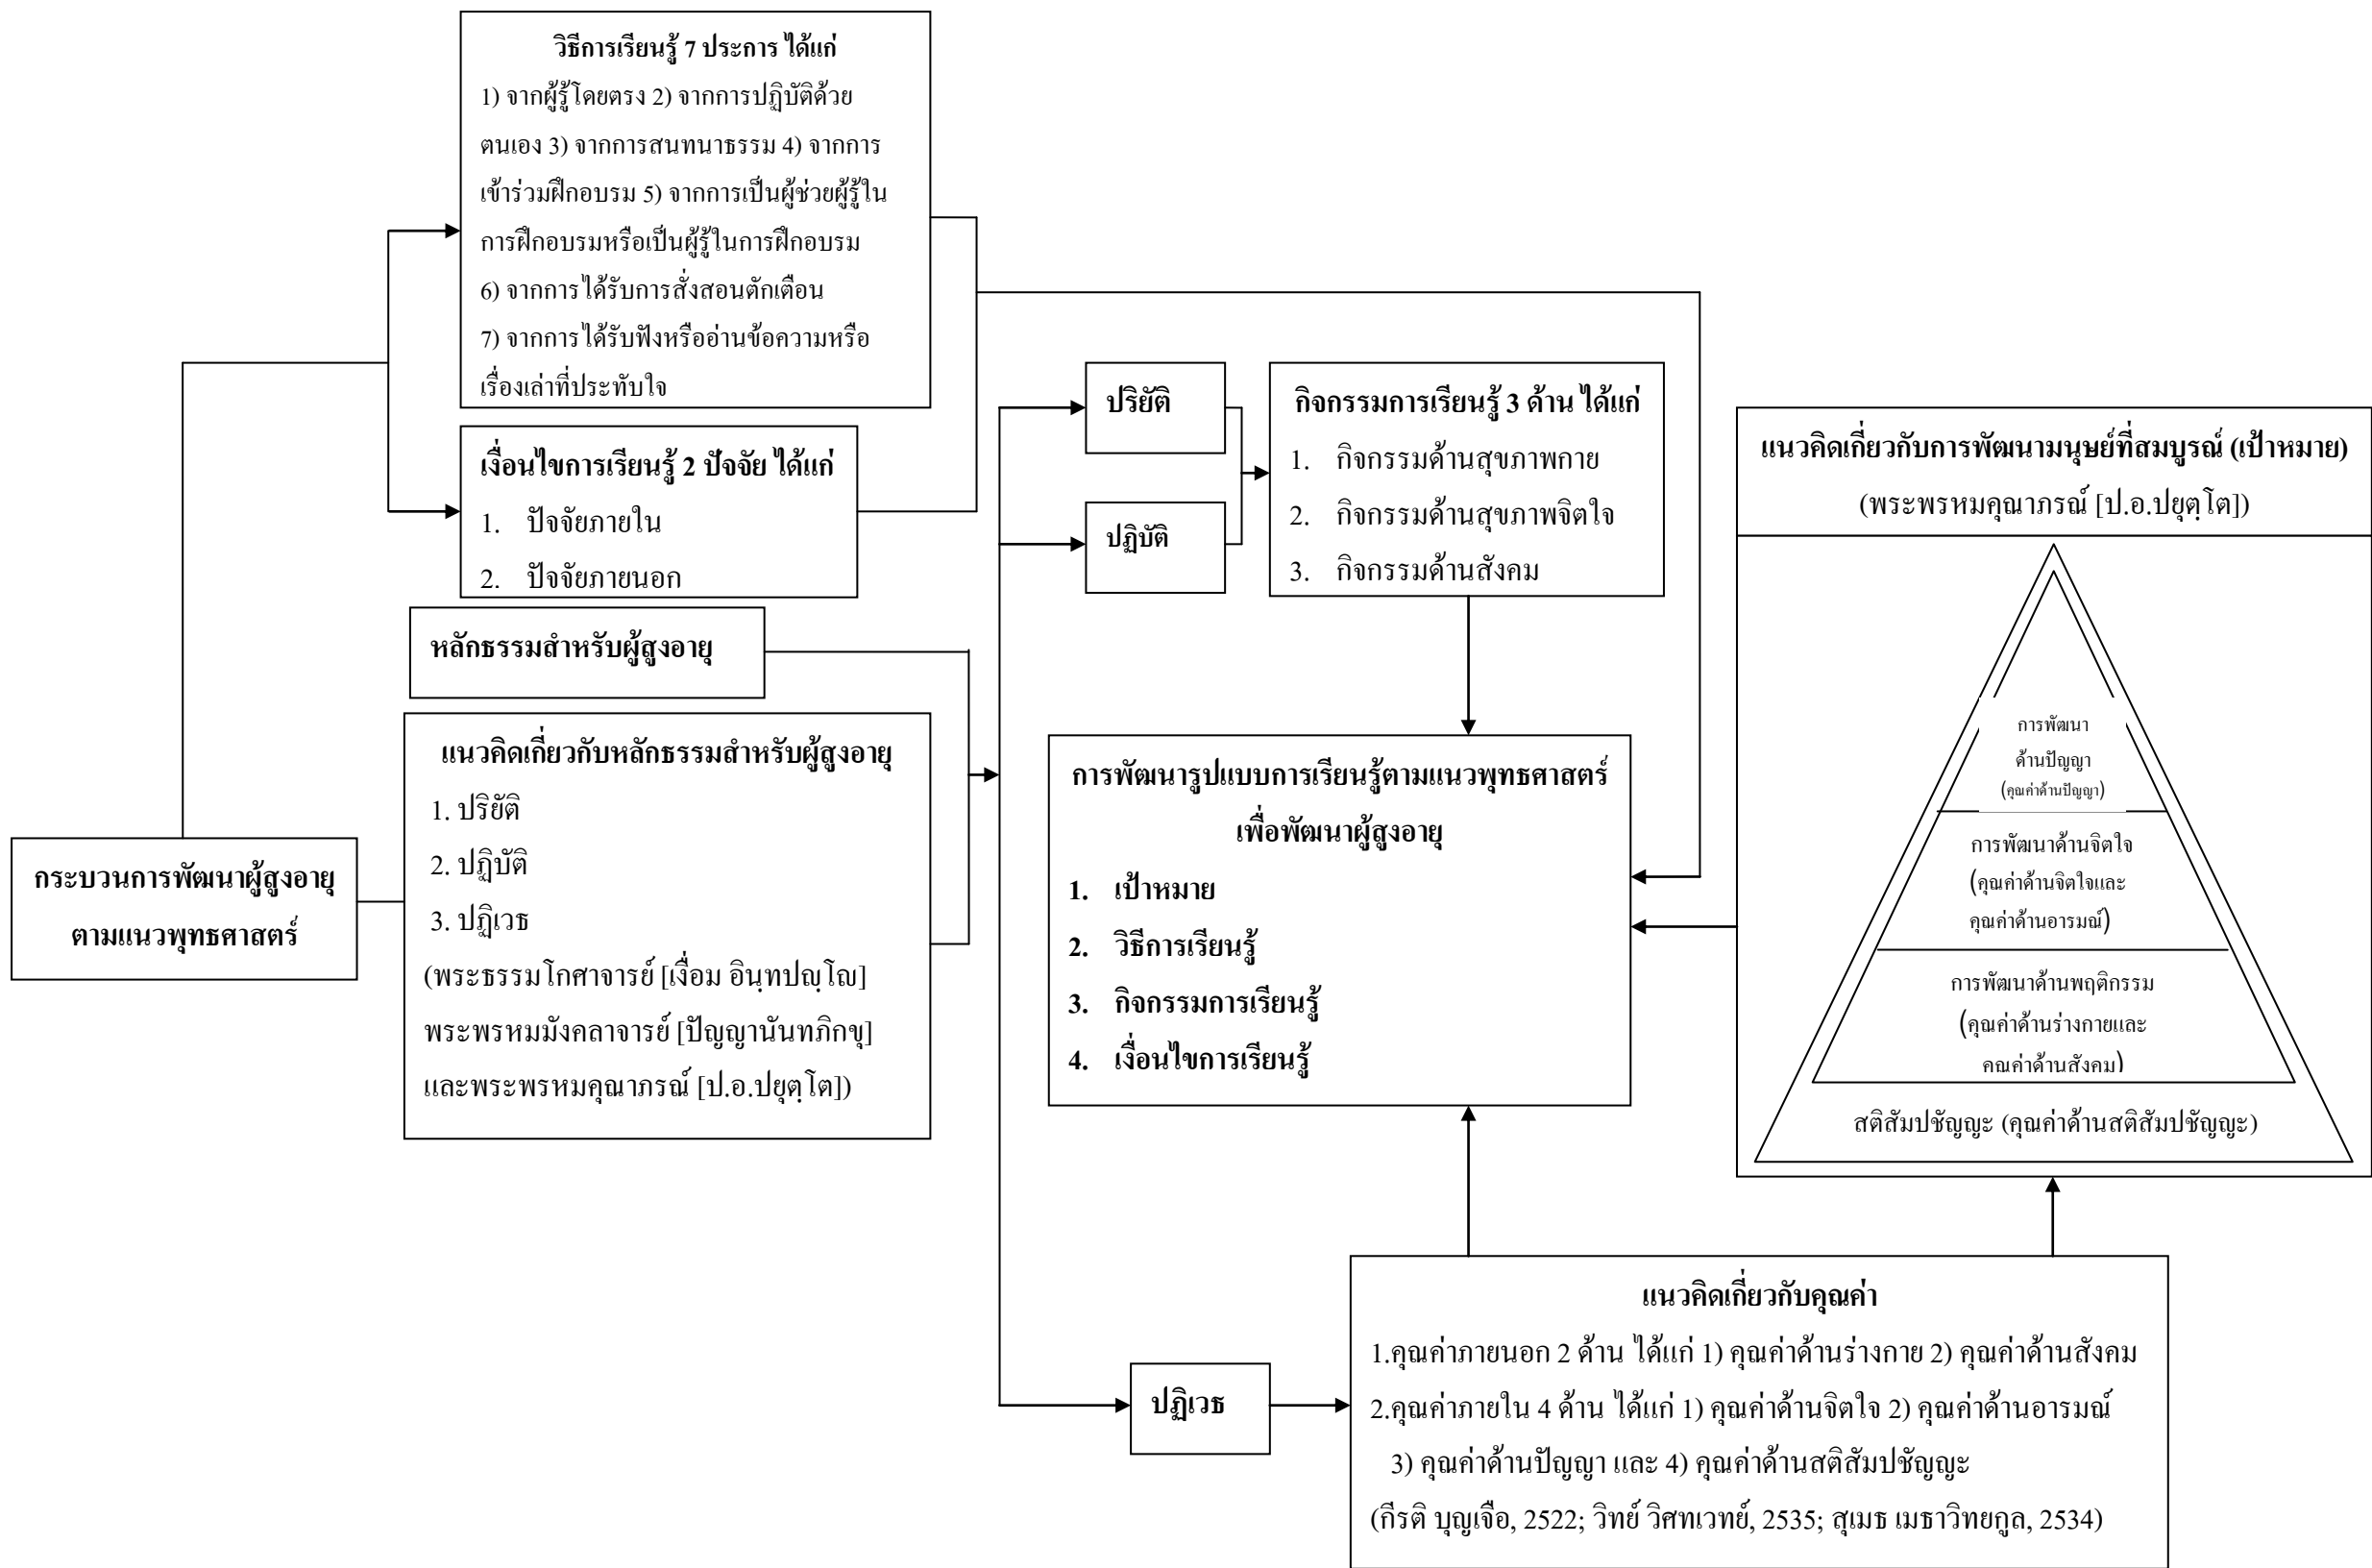 วิธีการเรียนรู้ 7 ประการ ได้แก่
1) จากผู้รู้โดยตรง 2) จากการปฏิบัติด้วย
ตนเอง 3) จากการสนทนาธรรม 4) จากการ
เข้าร่วมฝึกอบรม 5) จากการเป็นผู้ช่วยผู้รู้ใน
การฝึกอบรมหรือเป็นผู้รู้ในการฝึกอบรม
6) จากการได้รับการสั่งสอนตักเตือน
7) จากการได้รับฟังหรืออ่านข้อความหรือ
เรื่องเล่าที่ประทับใจ
เงื่อนไขการเรียนรู้ 2 ปัจจัย ได้แก่
1. ปัจจัยภายใน
2. ปัจจัยภายนอก
หลักธรรมสำหรับผู้สูงอายุ
แนวคิดเกี่ยวกับหลักธรรมสำหรับผู้สูงอายุ
1. ปริยัติ
2. ปฏิบัติ
3. ปฏิเวธ
(พระธรรมโกศาจารย์ [เงื่อม อินฺทปญฺโญ]
พระพรหมมังคลาจารย์ [ปัญญานันทภิกขุ]
และพระพรหมคุณาภรณ์ [ป.อ.ปยุตฺโต])
กระบวนการพัฒนาผู้สูงอายุ
ตามแนวพุทธศาสตร์
ปริยัติ
ปฏิบัติ
กิจกรรมการเรียนรู้ 3 ด้าน ได้แก่
1. กิจกรรมด้านสุขภาพกาย
2. กิจกรรมด้านสุขภาพจิตใจ
3. กิจกรรมด้านสังคม
การพัฒนารูปแบบการเรียนรู้ตามแนวพุทธศาสตร์
เพื่อพัฒนาผู้สูงอายุ
1. เป้าหมาย
2. วิธีการเรียนรู้
3. กิจกรรมการเรียนรู้
4. เงื่อนไขการเรียนรู้
แนวคิดเกี่ยวกับการพัฒนามนุษย์ที่สมบูรณ์ (เป้าหมาย)
(พระพรหมคุณาภรณ์ [ป.อ.ปยุตฺโต])
การพัฒนา
ด้านปัญญา
(คุณค่าด้านปัญญา)
การพัฒนาด้านจิตใจ
(คุณค่าด้านจิตใจและ
คุณค่าด้านอารมณ์)
การพัฒนาด้านพฤติกรรม
(คุณค่าด้านร่างกายและ
คุณค่าด้านสังคม)
สติสัมปชัญญะ (คุณค่าด้านสติสัมปชัญญะ)
ปฏิเวธ
แนวคิดเกี่ยวกับคุณค่า
1.คุณค่าภายนอก 2 ด้าน ได้แก่ 1) คุณค่าด้านร่างกาย 2) คุณค่าด้านสังคม
2.คุณค่าภายใน 4 ด้าน ได้แก่ 1) คุณค่าด้านจิตใจ 2) คุณค่าด้านอารมณ์
3) คุณค่าด้านปัญญา และ 4) คุณค่าด้านสติสัมปชัญญะ
(กีรติ บุญเจือ, 2522; วิทย์ วิศทเวทย์, 2535; สุเมธ เมธาวิทยกูล, 2534)